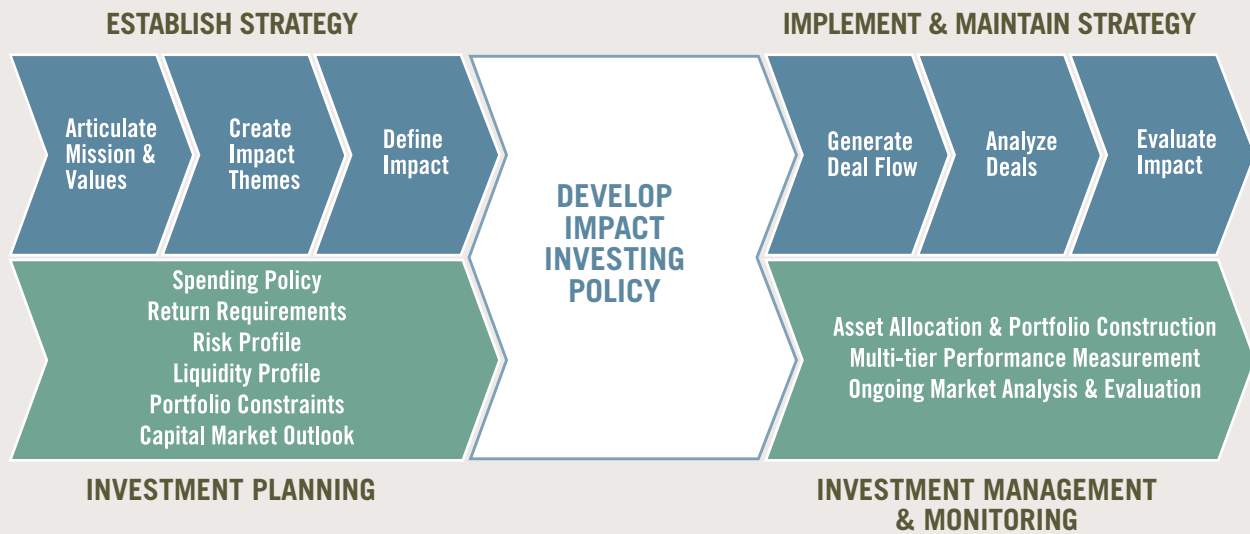 ESTABLISH STRATEGY
IMPLEMENT & MAINTAIN STRATEGY
Articulate
Mission &
Values
Create
Impact
Themes
Define
Impact
DEVELOP
IMPACT
INVESTING
POLICY
Generate
Deal Flow
Analyze
Deals
Evaluate
Impact
Spending Policy
Return Requirements
Risk Profile
Liquidity Profile
Portfolio Constraints
Capital Market Outlook
Asset Allocation & Portfolio Construction
Multi-tier Performance Measurement
Ongoing Market Analysis & Evaluation
INVESTMENT PLANNING
INVESTMENT MANAGEMENT
& MONITORING